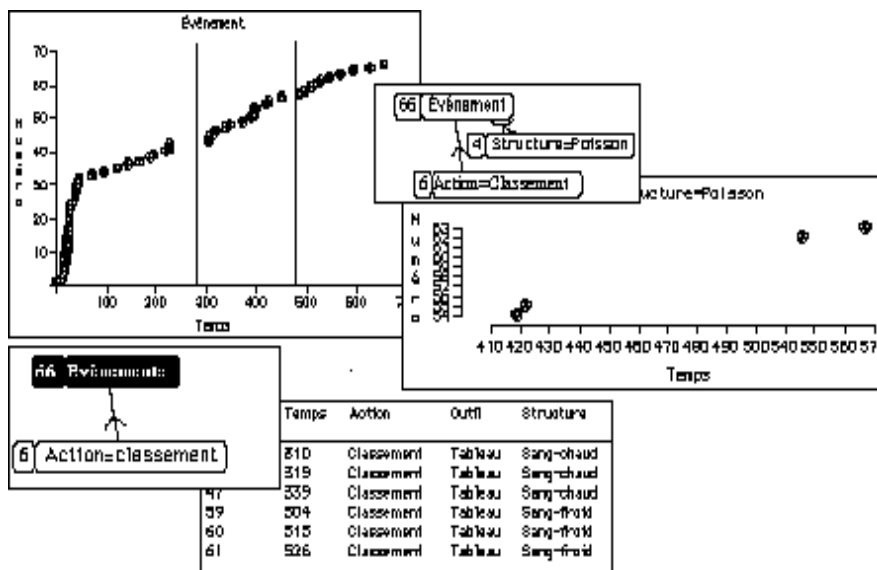 Événement
70
60
50
40
30
20
10
Numéro
100 200 300 400 500 600
Temps
66 Événement
4 Structure=Poisson
6 Action=Classement
ucture=Poisson
Numéro
410 420 430 440 450 460 470 480 490 500 540 550 560 57
Temps
66 Evénements
6 Action=classement
Temps Action Outil Structure
310 Classement Tableau Sang-chaud
319 Classement Tableau Sang-chaud
47 339 Classement Tableau Sang-chaud
59 504 Classement Tableau Sang-froid
60 515 Classement Tableau Sang-froid
61 526 Classement Tableau Sang-froid